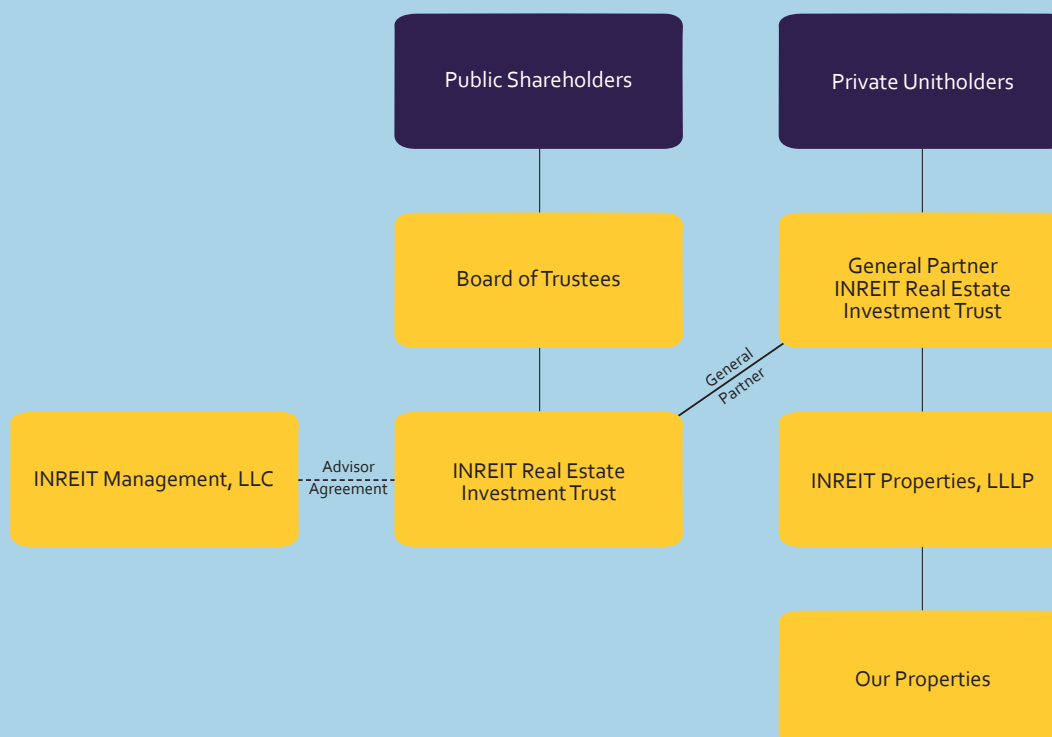 Public Shareholders
Private Unitholders
Board of Trustees
General Partner
INREIT Real Estate
Investment Trust
General
Partner
INREIT Management, LLC
Advisor
Agreement
INREIT Real Estate
Investment Trust
INREIT Properties, LLLP
Our Properties